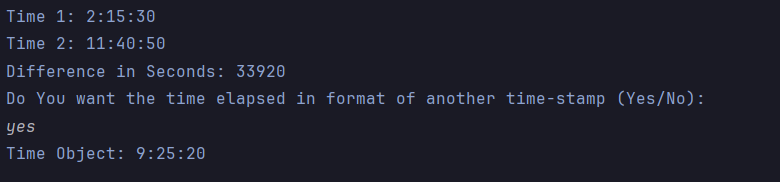 Time 1: 2:15:30
Time 2: 11:40:50
Difference in Seconds: 33920
Do You want the time elapsed in format of another time-stamp (Yes/No):
yes
Time Object: 9:25:20